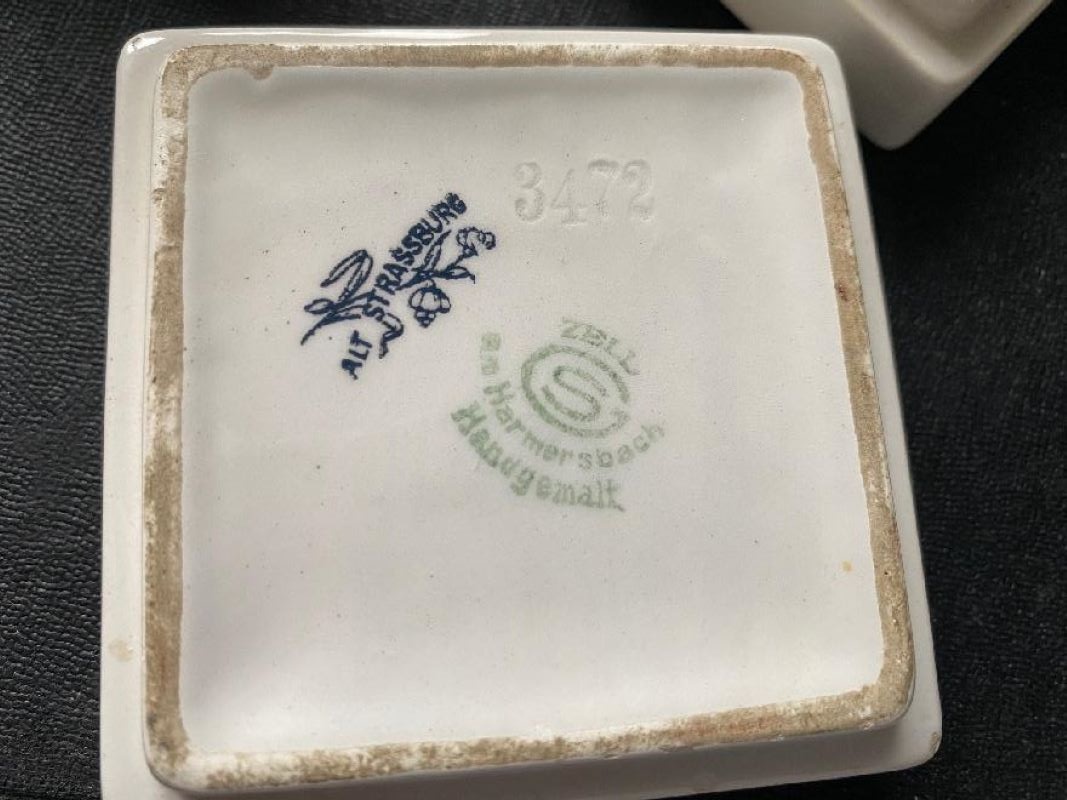 3472
ALT STRASSBURG
ZELL
S
am Harmersbach
Handgemalt